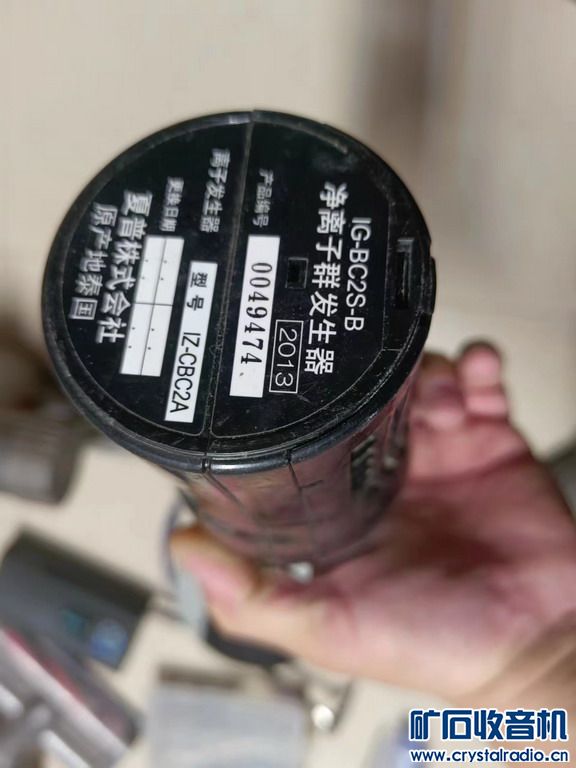 IG-BC2S-B
净离子群发生器
2013
产品编号
0049474
离子发生器
型号 IZ-CBC2A
更换日期
夏普株式会社
原产地泰国
矿石收音机
www.crystalradio.cn